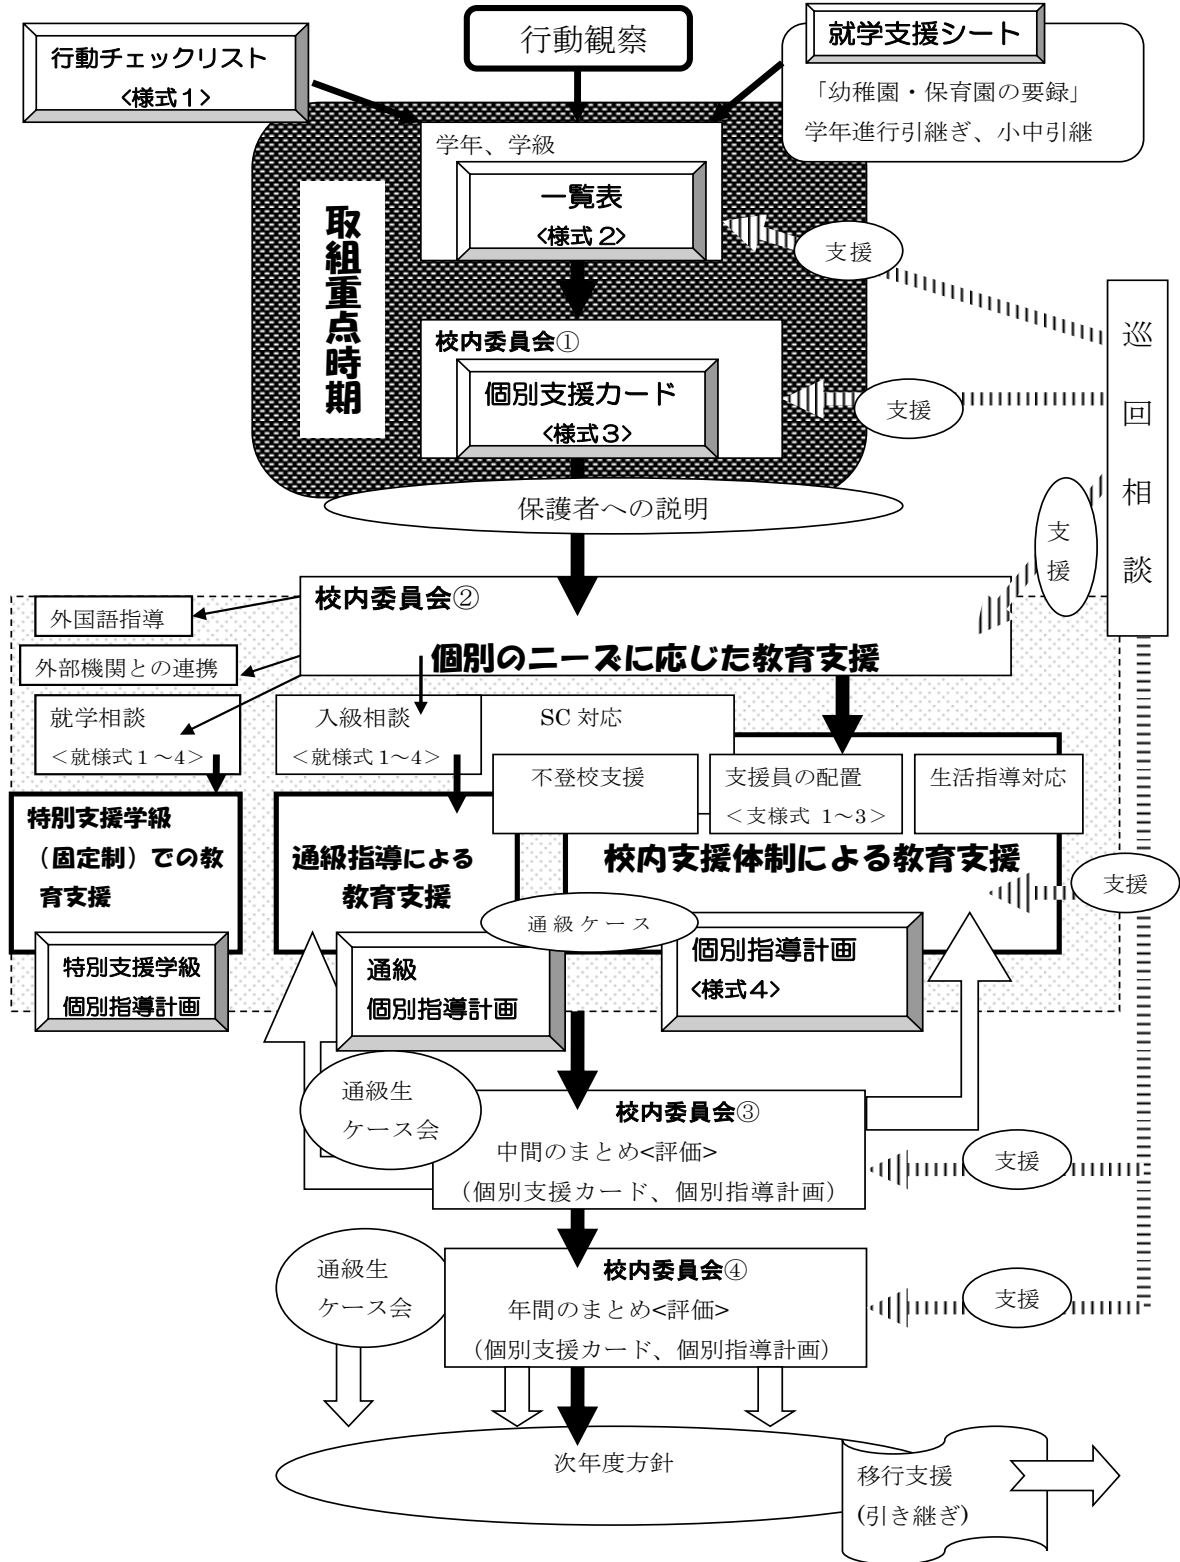 行動観察
就学支援シート
行動チェックリスト
<様式1>
「幼稚園・保育園の要録」
学年進行引継ぎ、小中引継
学年、学級
一覧表
<様式2>
取組重点時期
支援
校内委員会①
個別支援カード
<様式3>
支援
巡回相談
保護者への説明
支援
校内委員会②
個別のニーズに応じた教育支援
外国語指導
外部機関との連携
就学相談
<就様式1~4>
入級相談
<就様式1~4>
SC 対応
不登校支援
支援員の配置
<支様式 1~3>
生活指導対応
特別支援学級
(固定制)での教
育支援
通級指導による
教育支援
校内支援体制による教育支援
支援
通級ケース
特別支援学級
個別指導計画
通級
個別指導計画
個別指導計画
<様式4>
通級生
ケース会
校内委員会③
中間のまとめ<評価>
(個別支援カード、個別指導計画)
支援
通級生
ケース会
校内委員会④
年間のまとめ<評価>
(個別支援カード、個別指導計画)
支援
次年度方針
移行支援
(引き継ぎ)